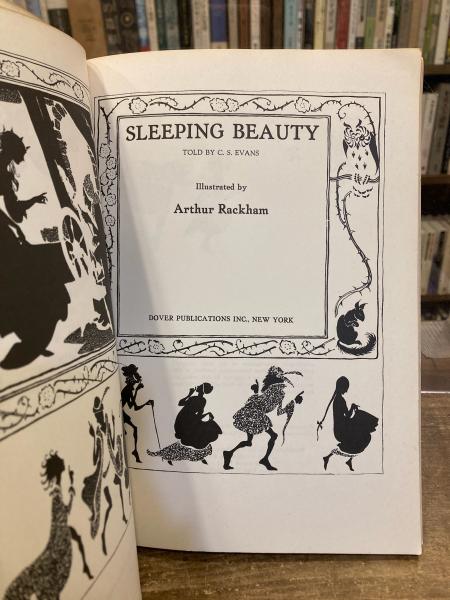 SLEEPING BEAUTY
TOLD BY C. S. EVANS
Illustrated by
Arthur Rackham
DOVER PUBLICATIONS INC., NEW YORK